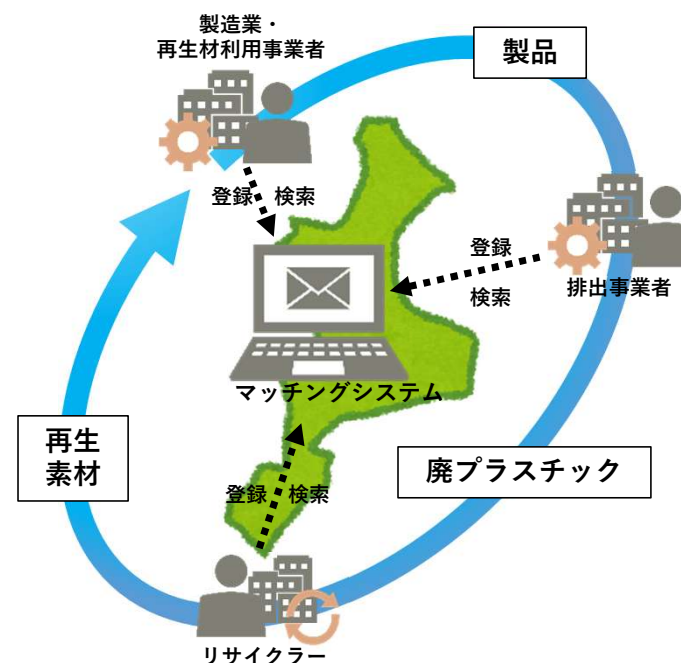 製造業・
再生材利用事業者
製品
登録 検索
登録
検索
排出事業者
マッチングシステム
再生
素材
廃プラスチック
登録 検索
リサイクラー